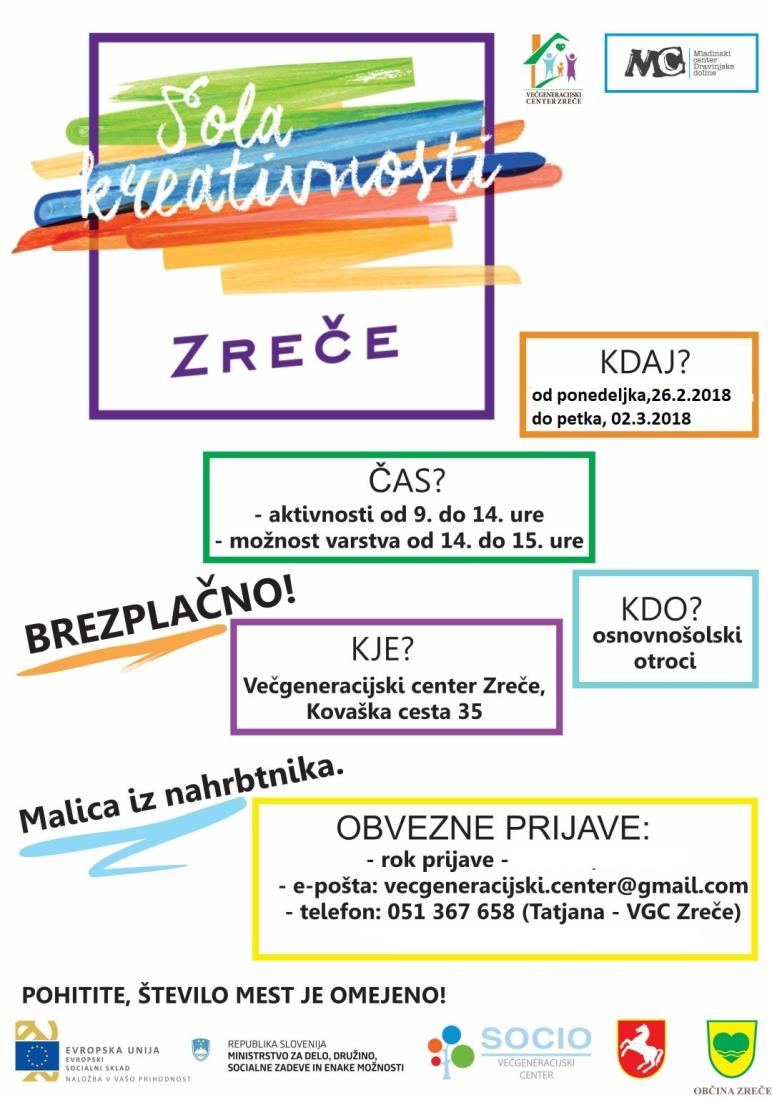 VEČGENERACIJSKI
CENTER ZREČE
MC
Mladinski
center
Dravinjske
doline
Šola
kreativnosti
ZREČE
KDAJ?
od ponedeljka,26.2.2018
do petka, 02.3.2018
ČAS?
- aktivnosti od 9. do 14. ure
- možnost varstva od 14. do 15. ure
BREZPLAČNO!
KDO?
osnovnošolski
otroci
KJE?
Večgeneracijski center Zreče,
Kovaška cesta 35
Malica iz nahrbtnika.
OBVEZNE PRIJAVE:
- rok prijave -
- e-pošta: vecgeneracijski.center@gmail.com
- telefon: 051 367 658 (Tatjana - VGC Zreče)
POHITITE, ŠTEVILO MEST JE OMEJENO!
EVROPSKA UNIJA
EVROPSKI
SOCIALNI SKLAD
NALOŽBA V VAŠO PRIHODNOST
REPUBLIKA SLOVENIJA
MINISTRSTVO ZA DELO, DRUŽINO,
SOCIALNE ZADEVE IN ENAKE MOŽNOSTI
SOCIO
VEČGENERACIJSKI
CENTER
OBČINA ZREČE